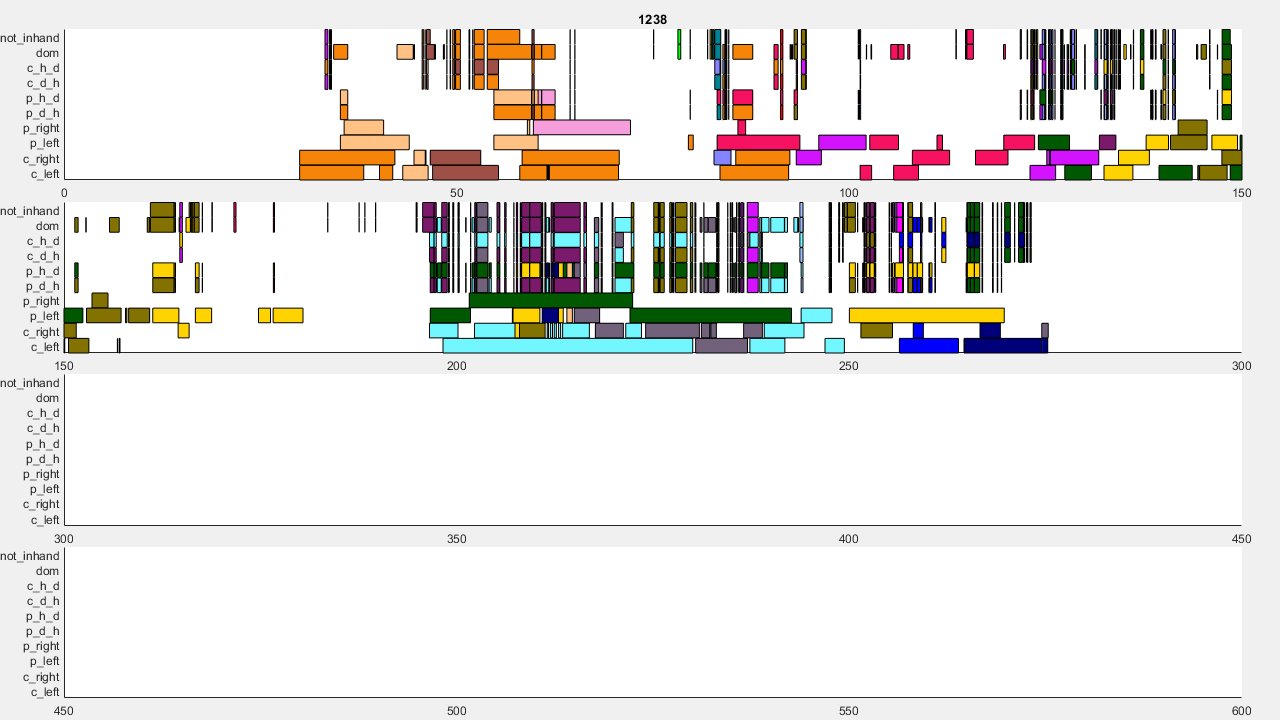 1238
not_inhand
dom
c_h_d
c_d_h
p_h_d
p_d_h
p_right
p_left
c_right
c_left
0 50 100 150
not_inhand
dom
c_h_d
c_d_h
p_h_d
p_d_h
p_right
p_left
c_right
c_left
150 200 250 300
not_inhand
dom
c_h_d
c_d_h
p_h_d
p_d_h
p_right
p_left
c_right
c_left
300 350 400 450
not_inhand
dom
c_h_d
c_d_h
p_h_d
p_d_h
p_right
p_left
c_right
c_left
450 500 550 600